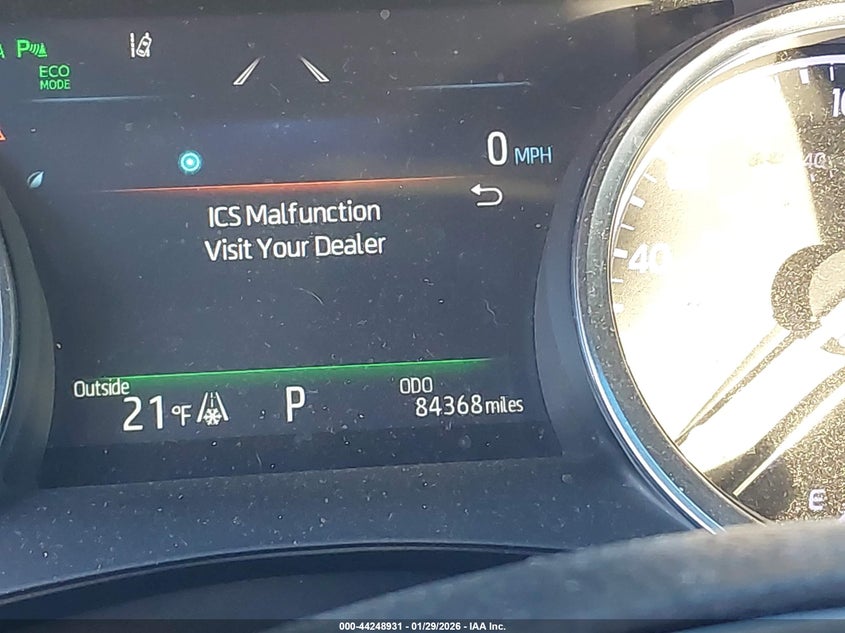 P
ECO
MODE
0 MPH
ICS Malfunction
Visit Your Dealer
40
Outside
21 °F
P
ODO
84368 miles
E
000-44248931 - 01/29/2026 - IAA Inc.